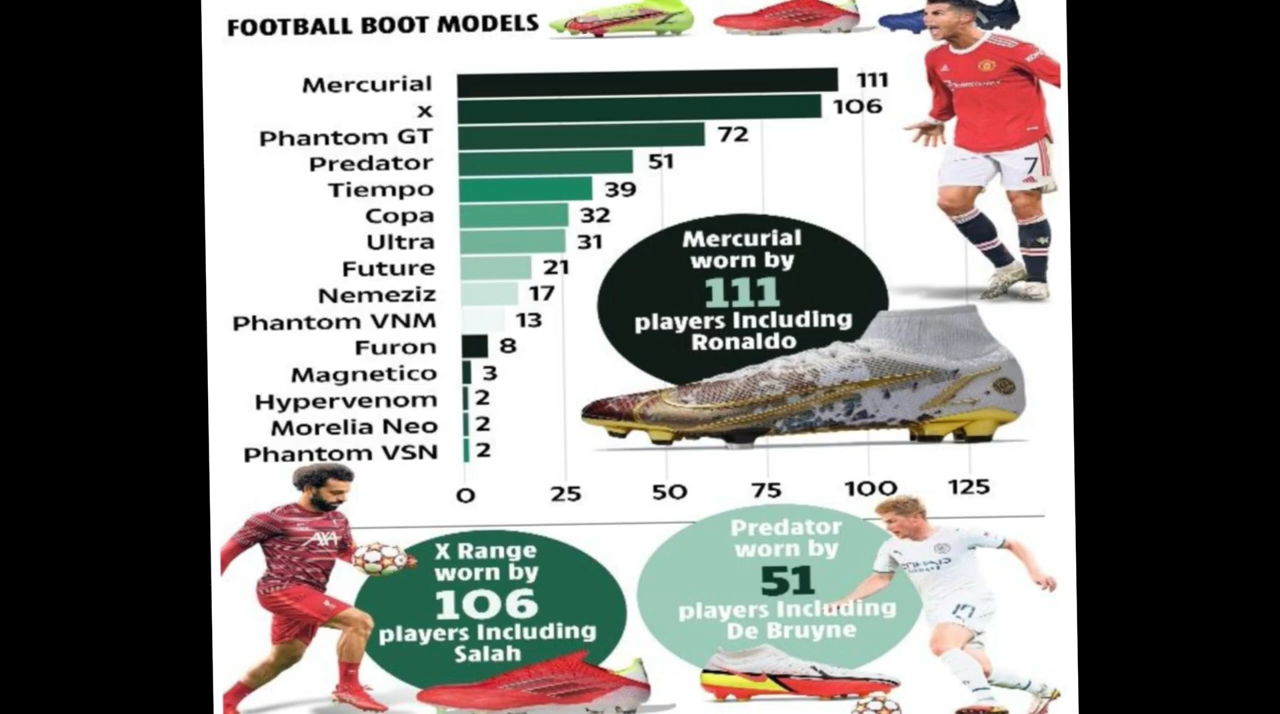 FOOTBALL BOOT MODELS
Mercurial 111
X 106
Phantom GT 72
Predator 51
Tiempo 39
Copa 32
Ultra 31
Future 21
Nemeziz 17
Phantom VNM 13
Furon 8
Magnetico 3
Hypervenom 2
Morelia Neo 2
Phantom VSN 2
0 25 50 75 100 125
Mercurial
worn by
111
players Including
Ronaldo
7
X Range
worn by
106
players Including
Salah
AXA
Predator
worn by
51
players Including
De Bruyne
17